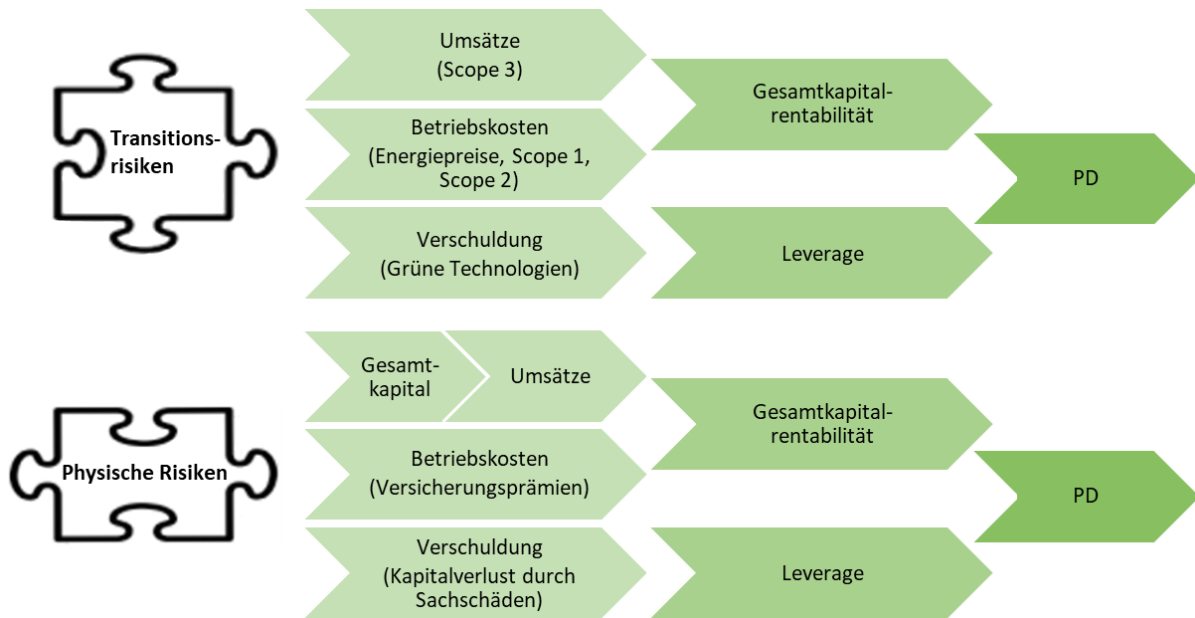 Transitions-
risiken
Umsätze
(Scope 3)
Betriebskosten
(Energiepreise, Scope 1,
Scope 2)
Verschuldung
(Grüne Technologien)
Gesamtkapital-
rentabilität
Leverage
PD
Physische Risiken
Gesamt-
kapital
Umsätze
Betriebskosten
(Versicherungsprämien)
Verschuldung
(Kapitalverlust durch
Sachschäden)
Gesamtkapital-
rentabilität
Leverage
PD